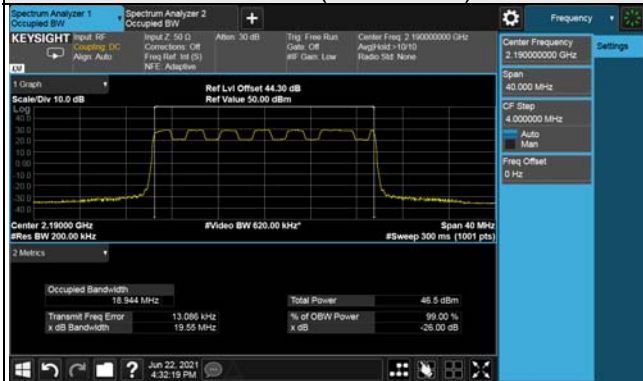 Spectrum Analyzer 1
Occupied BW
Spectrum Analyzer 2
Occupied BW
+
Frequency
KEYSIGHT
Input: RF
Coupling: DC
Align: Auto
Input Z: 50 Ω
Corrections: Off
Freq Ref: Int (S)
NFE: Adaptive
Atten: 30 dB
Trig: Free Run
Gate: Off
#IF Gain: Low
Center Freq: 2.190000000 GHz
Avg|Hold:>10/10
Radio Std: None
Center Frequency
2.190000000 GHz
Settings
Span
40.000 MHz
CF Step
4.000000 MHz
Auto
Man
Freq Offset
0 Hz
1 Graph
Scale/Div 10.0 dB
Ref Lvl Offset 44.30 dB
Ref Value 50.00 dBm
Log
40.0
30.0
20.0
10.0
0.00
-10.0
-20.0
-30.0
-40.0
Center 2.19000 GHz
#Res BW 200.00 kHz
#Video BW 620.00 kHz*
Span 40 MHz
#Sweep 300 ms (1001 pts)
2 Metrics
Occupied Bandwidth
18.944 MHz
Total Power
46.5 dBm
Transmit Freq Error
13.086 kHz
% of OBW Power
99.00 %
x dB Bandwidth
19.55 MHz
x dB
-26.00 dB
?
Jun 22, 2021
4:32:19 PM